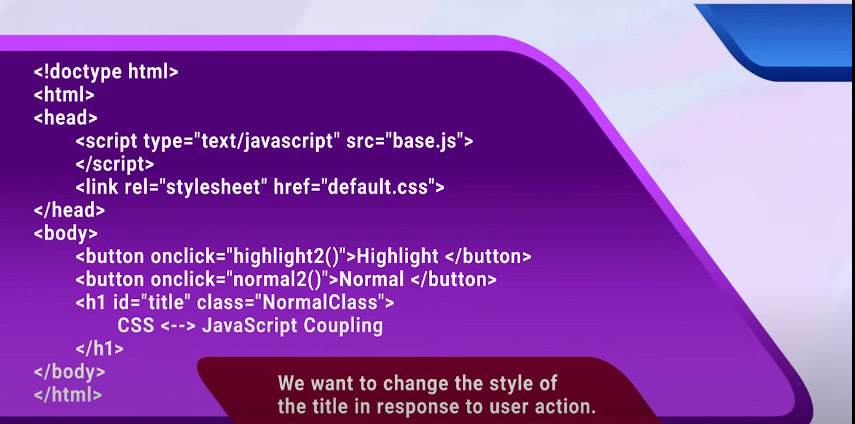 <!doctype html>
<html>
<head>
<script type="text/javascript" src="base.js">
</script>
<link rel="stylesheet" href="default.css">
</head>
<body>
<button onclick="highlight2()">Highlight </button>
<button onclick="normal2()">Normal </button>
<h1 id="title" class="NormalClass">
CSS <--> JavaScript Coupling
</h1>
</body>
</html>
We want to change the style of
the title in response to user action.